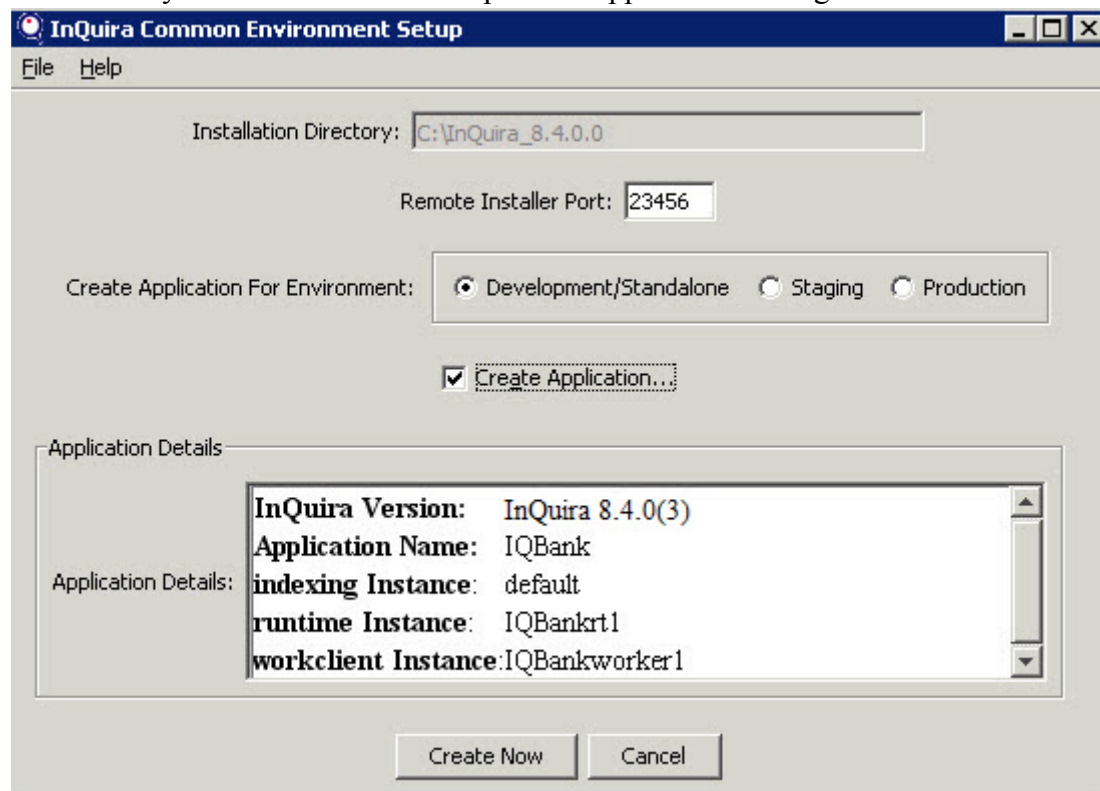 InQuira Common Environment Setup
File Help
Installation Directory: C:\InQuira_8.4.0.0
Remote Installer Port: 23456
Create Application For Environment: Development/Standalone Staging Production
Create Application...
Application Details
InQuira Version: InQuira 8.4.0(3)
Application Name: IQBank
Application Details: indexing Instance: default
runtime Instance: IQBankrt1
workclient Instance:IQBankworker1
Create Now Cancel